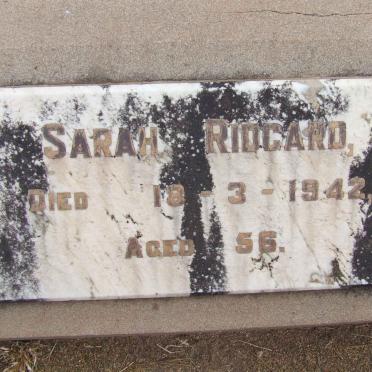 Sarah Ridgard,
Died 18-3-1942,
Aged 56.